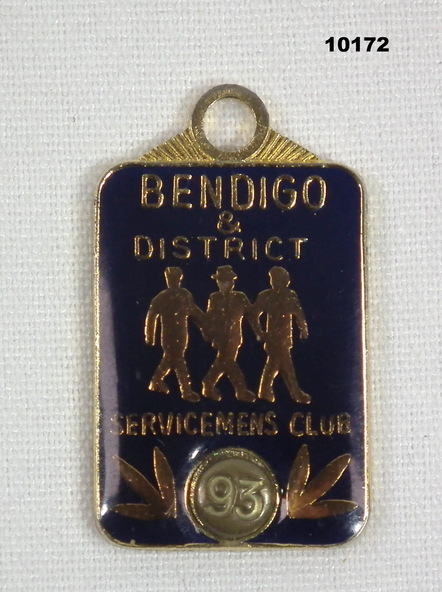 10172
BENDIGO
&
DISTRICT
SERVICEMENS CLUB
93